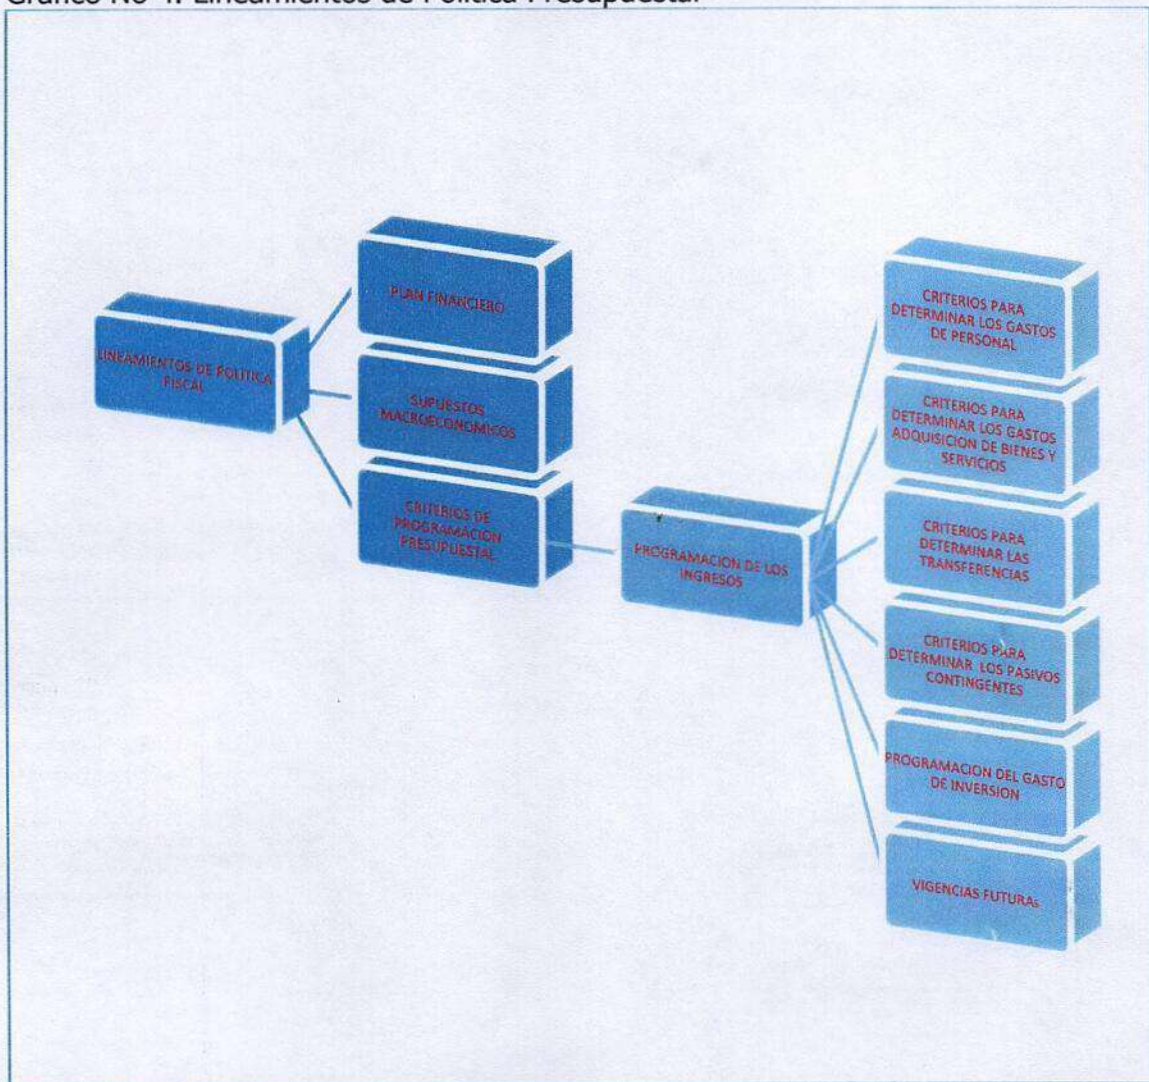 Gráfico No 4. Lineamientos de Política Presupuestal
LINEAMIENTOS DE POLITICA
FISCAL
PLAN FINANCIERO
SUPUESTOS
MACROECONOMICOS
CRITERIOS DE
PROGRAMACION
PRESUPUESTAL
PROGRAMACION DE LOS
INGRESOS
CRITERIOS PARA
DETERMINAR LOS GASTOS
DE PERSONAL
CRITERIOS PARA
DETERMINAR LOS GASTOS
ADQUISICION DE BIENES Y
SERVICIOS
CRITERIOS PARA
DETERMINAR LAS
TRANSFERENCIAS
CRITERIOS PARA
DETERMINAR LOS PASIVOS
CONTINGENTES
PROGRAMACION DEL GASTO
DE INVERSION
VIGENCIAS FUTURAs